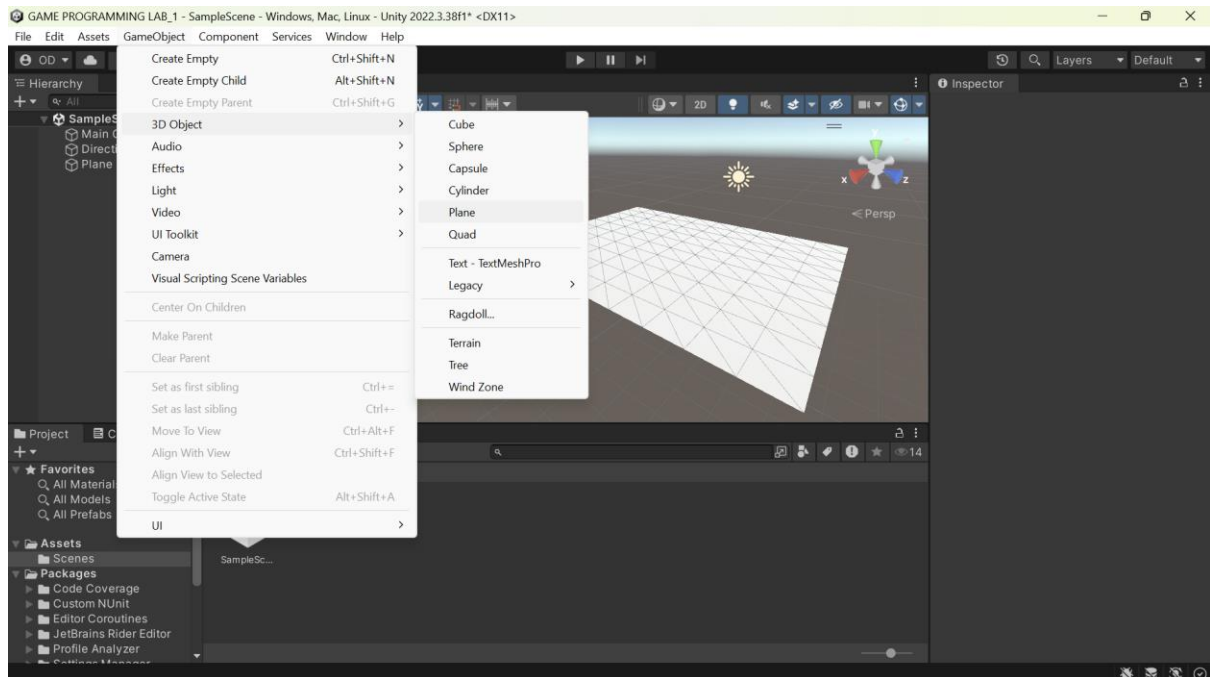 GAME PROGRAMMING LAB_1 - SampleScene - Windows, Mac, Linux - Unity 2022.3.38f1* <DX11>
File Edit Assets GameObject Component Services Window Help
OD Layers Default
Hierarchy
All
SampleS
Main C
Directi
Plane
Create Empty Ctrl+Shift+N
Create Empty Child Alt+Shift+N
Create Empty Parent Ctrl+Shift+G
3D Object >
Audio >
Effects >
Light >
Video >
UI Toolkit >
Camera
Visual Scripting Scene Variables
Center On Children
Make Parent
Clear Parent
Set as first sibling Ctrl+=
Set as last sibling Ctrl+-
Move To View Ctrl+Alt+F
Align With View Ctrl+Shift+F
Align View to Selected
Toggle Active State Alt+Shift+A
UI >
Cube
Sphere
Capsule
Cylinder
Plane
Quad
Text - TextMeshPro
Legacy >
Ragdoll...
Terrain
Tree
Wind Zone
2D
y
x z
< Persp
Inspector
Project C
14
Favorites
All Material
All Models
All Prefabs
Assets
Scenes
Packages
Code Coverage
Custom NUnit
Editor Coroutines
JetBrains Rider Editor
Profile Analyzer
Settings Manager
SampleSc...